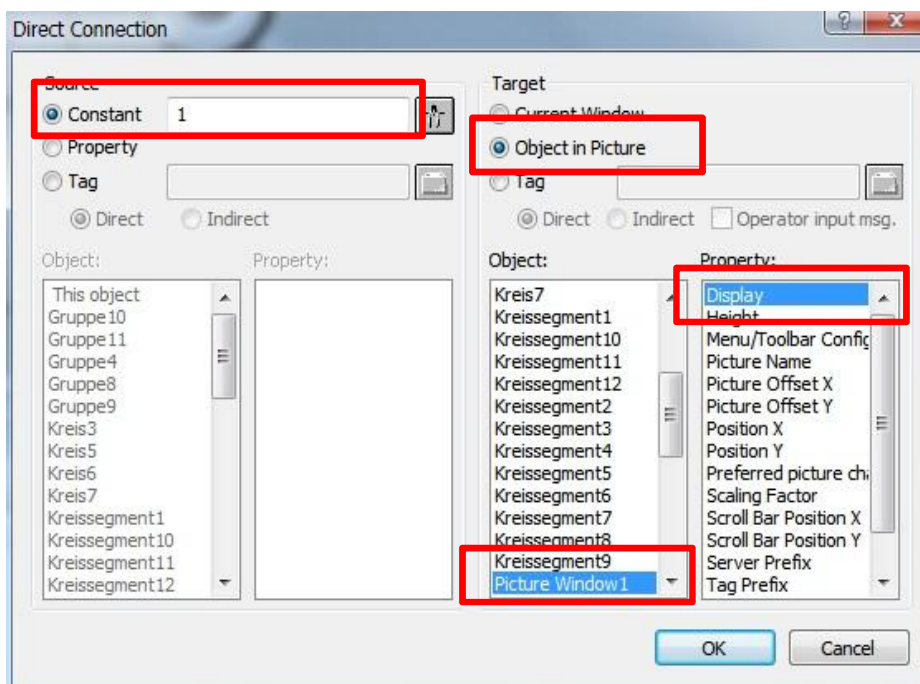 Direct Connection
Source
Constant 1
Property
Tag
Direct Indirect
Object: Property:
This object
Gruppe10
Gruppe11
Gruppe4
Gruppe8
Gruppe9
Kreis3
Kreis5
Kreis6
Kreis7
Kreissegment1
Kreissegment10
Kreissegment11
Kreissegment12
Target
Current Window
Object in Picture
Tag
Direct Indirect Operator input msg.
Object:
Kreis7
Kreissegment1
Kreissegment10
Kreissegment11
Kreissegment12
Kreissegment2
Kreissegment3
Kreissegment4
Kreissegment5
Kreissegment6
Kreissegment7
Kreissegment8
Kreissegment9
Picture Window1
Property:
Display
Height
Menu/Toolbar Config
Picture Name
Picture Offset X
Picture Offset Y
Position X
Position Y
Preferred picture cha
Scaling Factor
Scroll Bar Position X
Scroll Bar Position Y
Server Prefix
Tag Prefix
OK Cancel